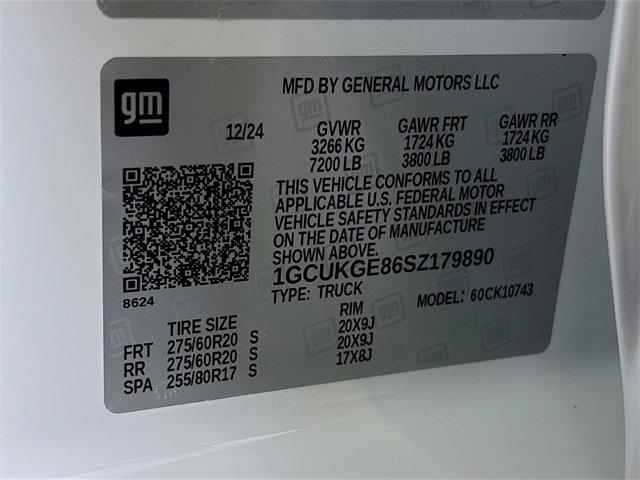 gm
MFD BY GENERAL MOTORS LLC
12/24 GVWR GAWR FRT GAWR RR
3266 KG 1724 KG 1724 KG
7200 LB 3800 LB 3800 LB
THIS VEHICLE CONFORMS TO ALL
APPLICABLE U.S. FEDERAL MOTOR
VEHICLE SAFETY STANDARDS IN EFFECT
ON THE DATE OF MANUFACTURE
SHOWN ABOVE.
1GCUKGE86SZ179890
8624
TYPE: TRUCK MODEL: 60CK10743
TIRE SIZE RIM
FRT 275/60R20 S 20X9J
RR 275/60R20 S 20X9J
SPA 255/80R17 S 17X8J